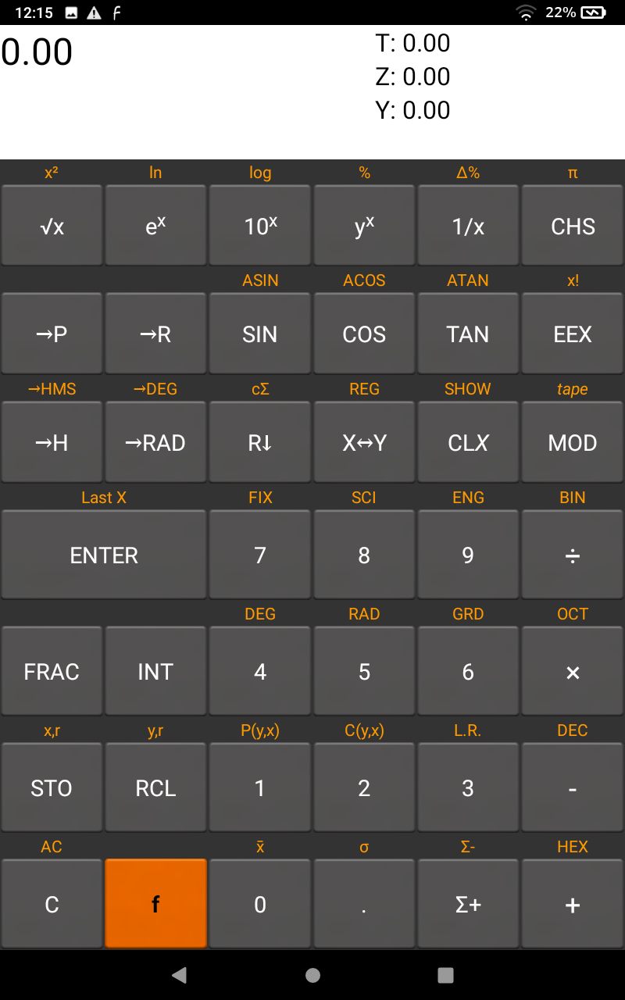 12:15 22%
0.00
T: 0.00
Z: 0.00
Y: 0.00
x² ln log % Δ% π
√x eˣ 10ˣ yˣ 1/x CHS
ASIN ACOS ATAN x!
→P →R SIN COS TAN EEX
→HMS →DEG cΣ REG SHOW tape
→H →RAD R↓ X↔Y CLX MOD
Last X FIX SCI ENG BIN
ENTER 7 8 9 ÷
DEG RAD GRD OCT
FRAC INT 4 5 6 ×
x,r y,r P(y,x) C(y,x) L.R. DEC
STO RCL 1 2 3 -
AC x̄ σ Σ- HEX
C f 0 . Σ+ +